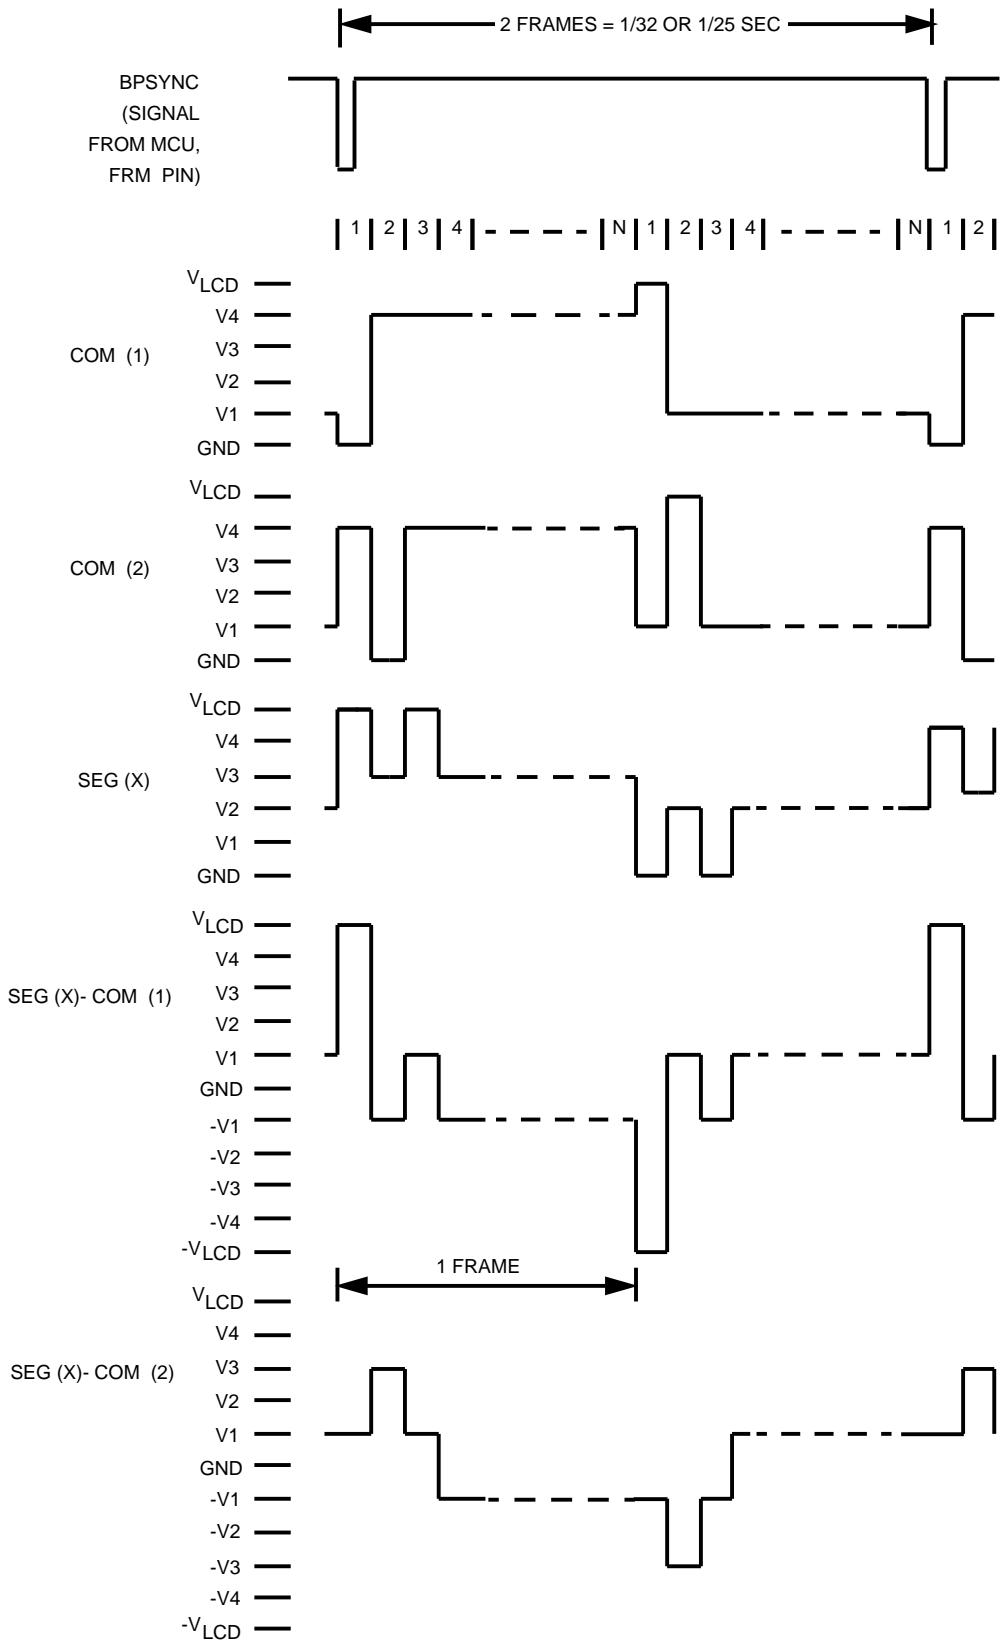 2 FRAMES = 1/32 OR 1/25 SEC
BPSYNC
(SIGNAL
FROM MCU,
FRM PIN)
1 2 3 4 N 1 2 3 4 N 1 2
VLCD
V4
V3
COM (1)
V2
V1
GND
VLCD
V4
V3
COM (2)
V2
V1
GND
VLCD
V4
V3
SEG (X)
V2
V1
GND
VLCD
V4
V3
SEG (X)- COM (1)
V2
V1
GND
-V1
-V2
-V3
-V4
-VLCD
1 FRAME
VLCD
V4
V3
SEG (X)- COM (2)
V2
V1
GND
-V1
-V2
-V3
-V4
-VLCD